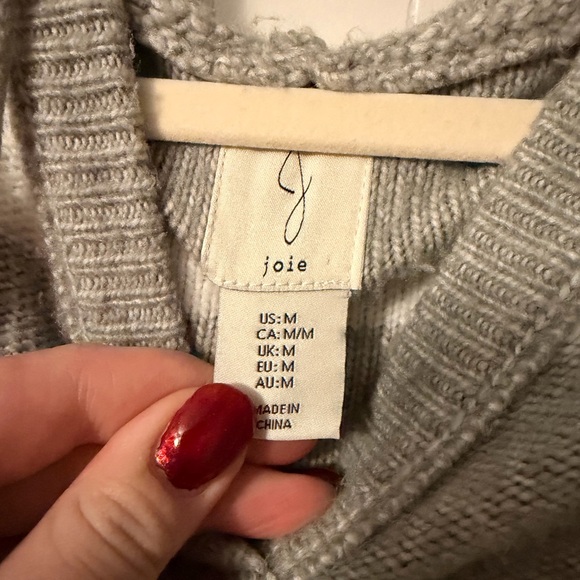 J
joie
US: M
CA: M/M
UK: M
EU: M
AU: M
MADE IN
CHINA